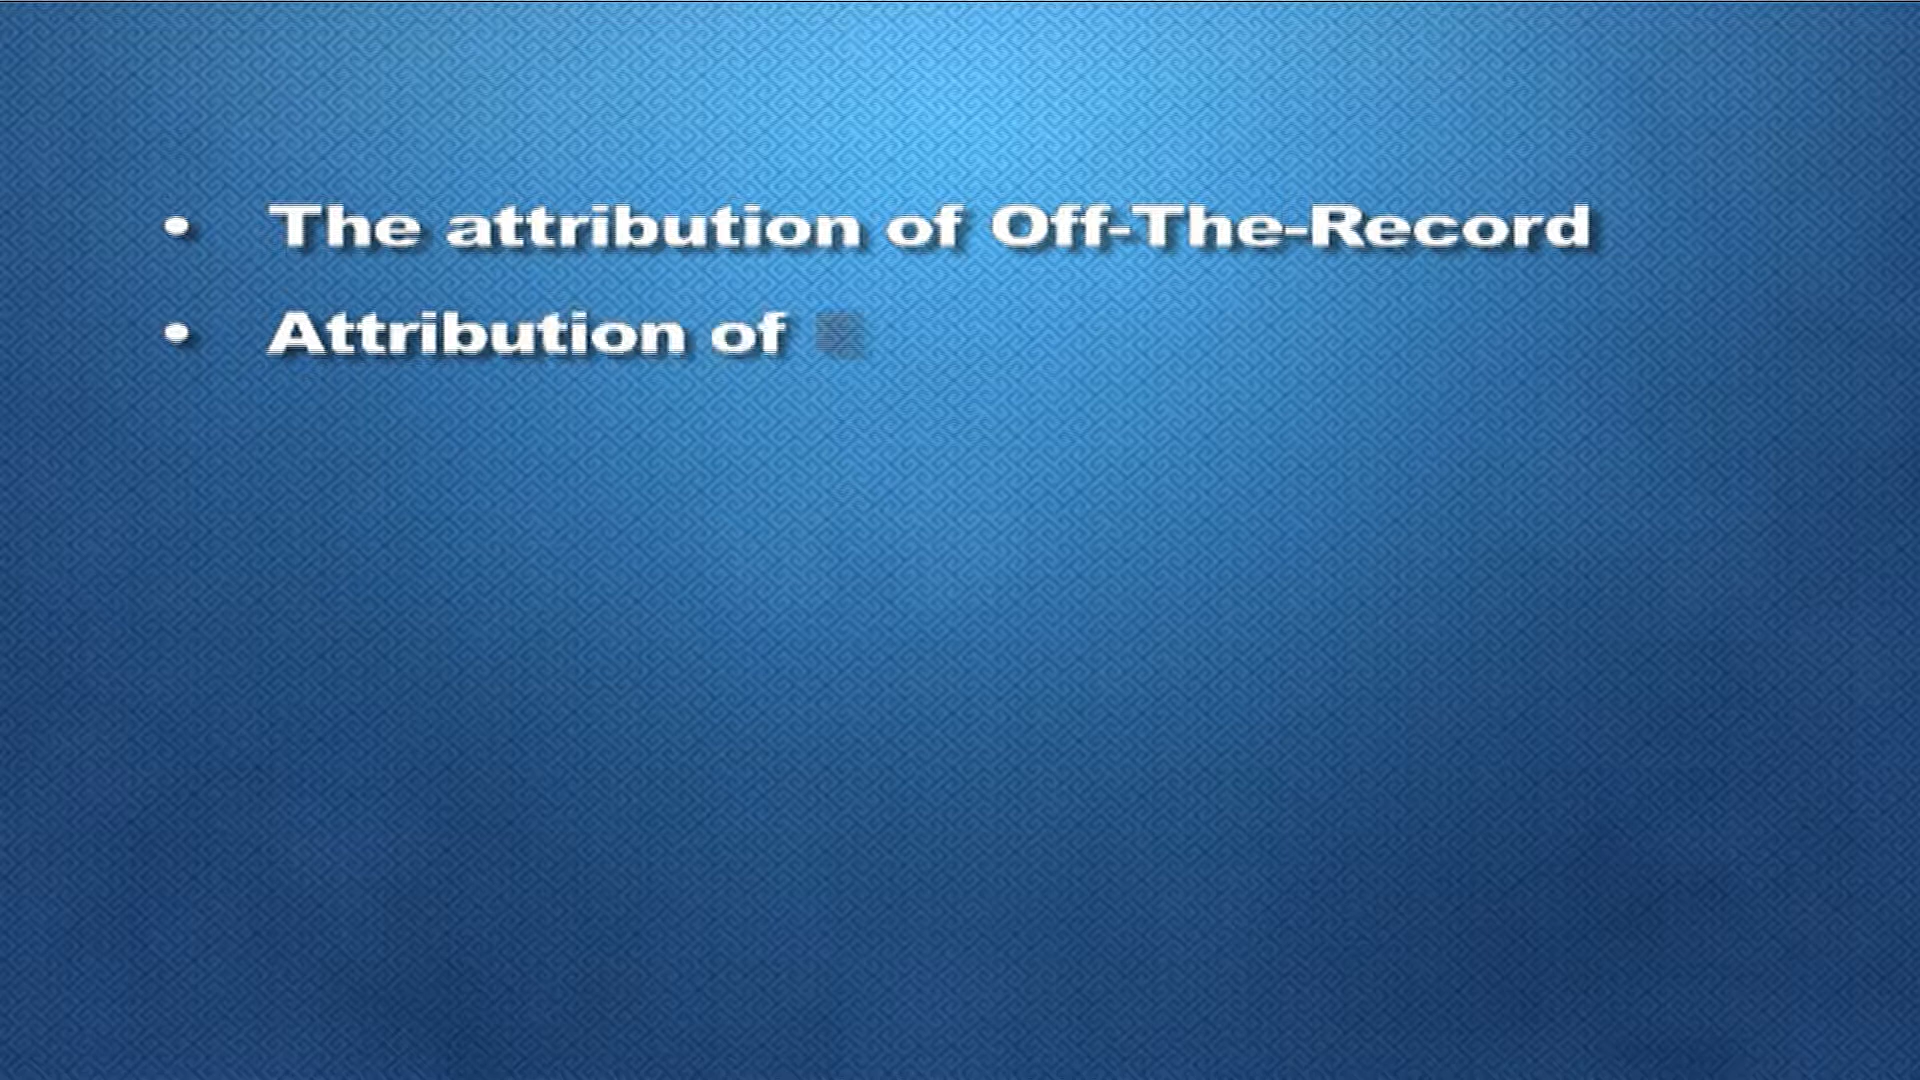 • The attribution of Off-The-Record
• Attribution of